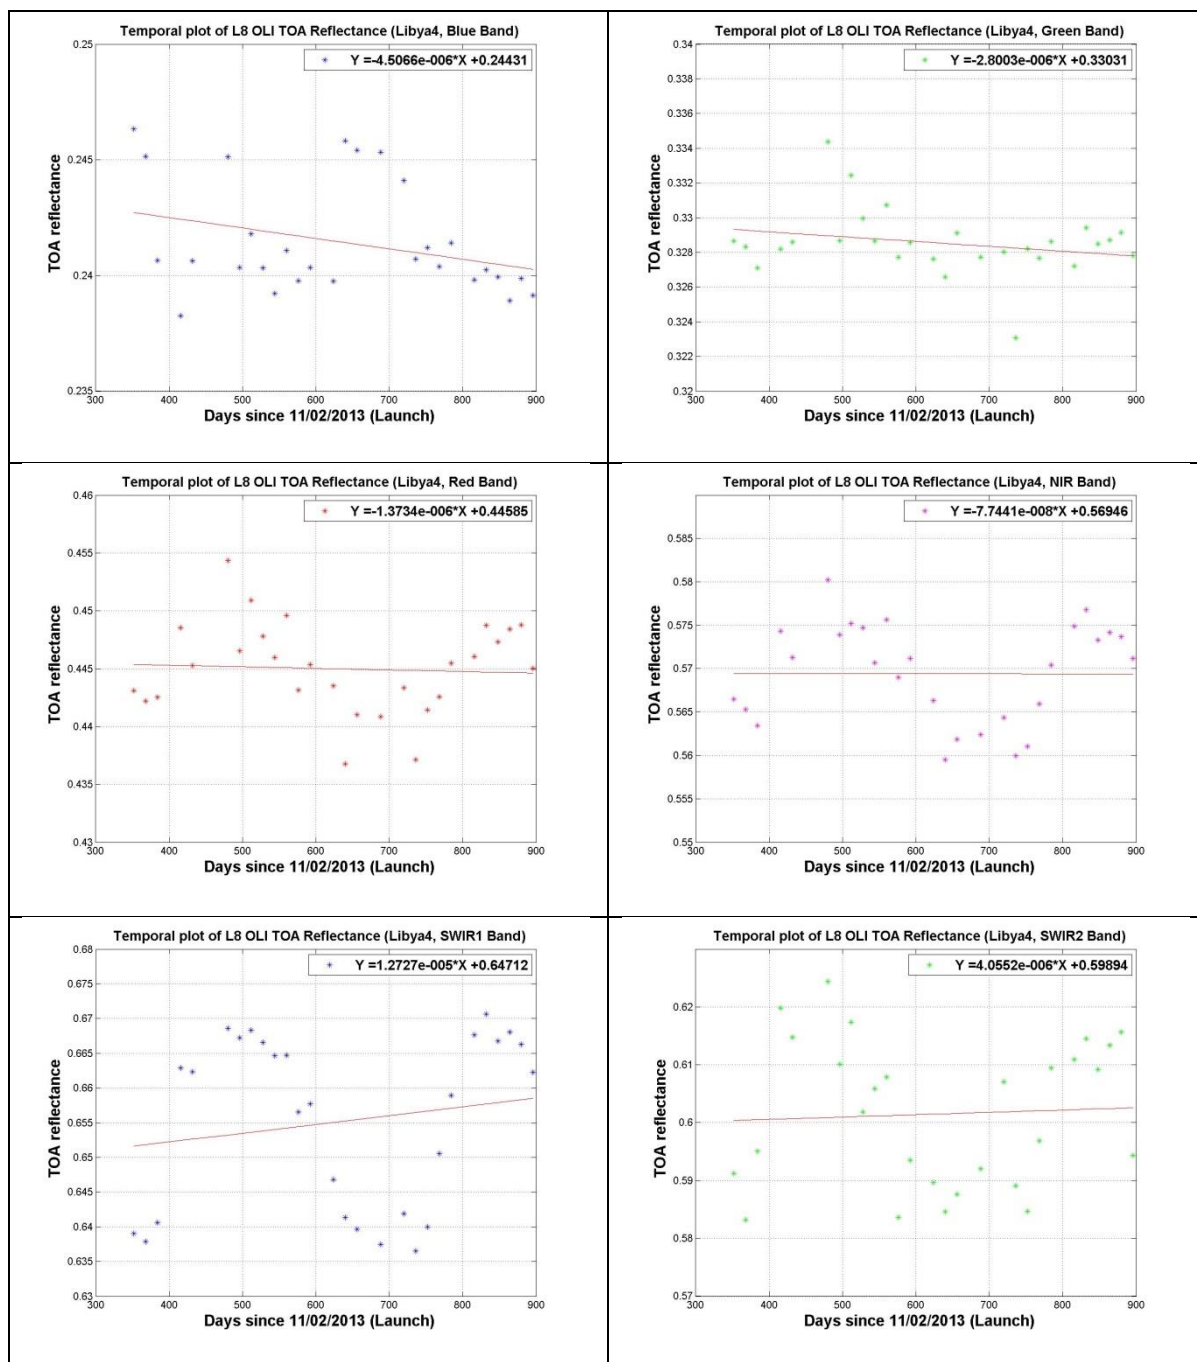 Temporal plot of L8 OLI TOA Reflectance (Libya4, Blue Band)
0.25
Y =-4.5066e-006*X +0.24431
0.245
TOA reflectance
0.24
0.235
300 400 500 600 700 800 900
Days since 11/02/2013 (Launch)
Temporal plot of L8 OLI TOA Reflectance (Libya4, Green Band)
0.34
Y =-2.8003e-006*X +0.33031
0.338
0.336
0.334
0.332
TOA reflectance
0.33
0.328
0.326
0.324
0.322
0.32
300 400 500 600 700 800 900
Days since 11/02/2013 (Launch)
Temporal plot of L8 OLI TOA Reflectance (Libya4, Red Band)
0.46
Y =-1.3734e-006*X +0.44585
0.455
0.45
TOA reflectance
0.445
0.44
0.435
0.43
300 400 500 600 700 800 900
Days since 11/02/2013 (Launch)
Temporal plot of L8 OLI TOA Reflectance (Libya4, NIR Band)
Y =-7.7441e-008*X +0.56946
0.585
0.58
0.575
TOA reflectance
0.57
0.565
0.56
0.555
0.55
300 400 500 600 700 800 900
Days since 11/02/2013 (Launch)
Temporal plot of L8 OLI TOA Reflectance (Libya4, SWIR1 Band)
0.68
Y =1.2727e-005*X +0.64712
0.675
0.67
0.665
0.66
TOA reflectance
0.655
0.65
0.645
0.64
0.635
0.63
300 400 500 600 700 800 900
Days since 11/02/2013 (Launch)
Temporal plot of L8 OLI TOA Reflectance (Libya4, SWIR2 Band)
Y =4.0552e-006*X +0.59894
0.62
0.61
TOA reflectance
0.6
0.59
0.58
0.57
300 400 500 600 700 800 900
Days since 11/02/2013 (Launch)